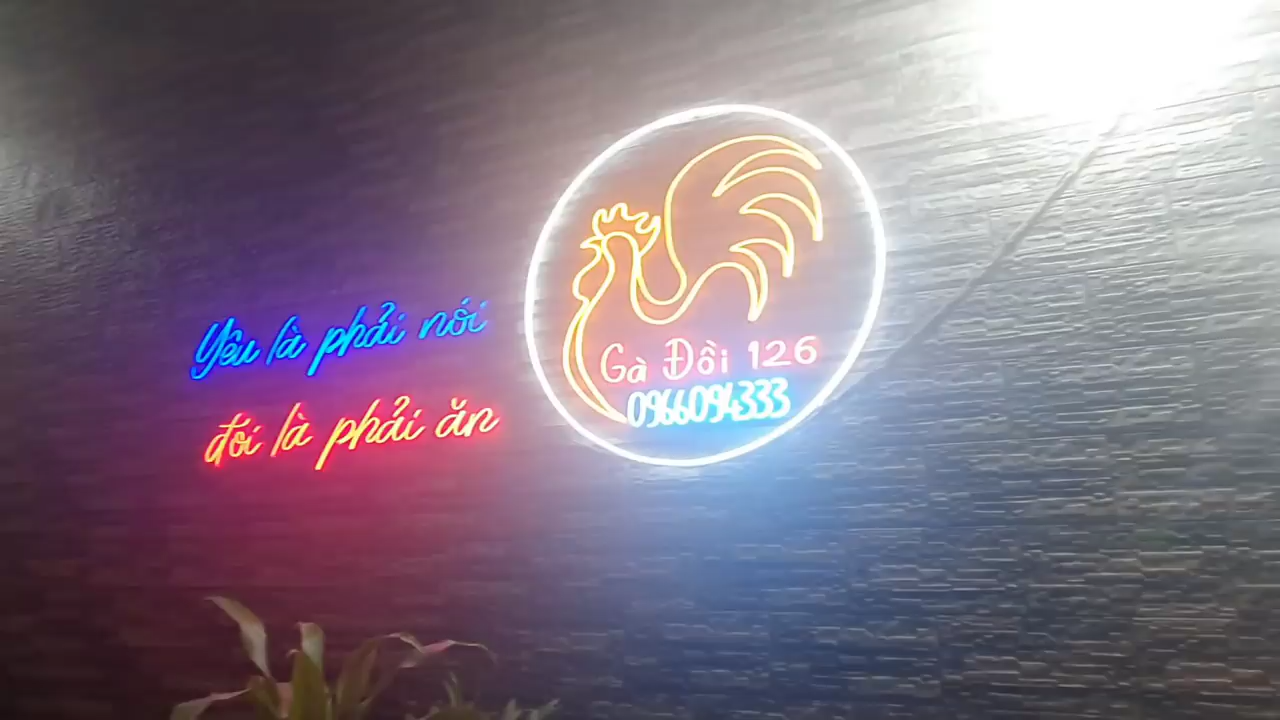 Yêu là phải nói
đói là phải ăn
Gà Đồi 126
0966094333